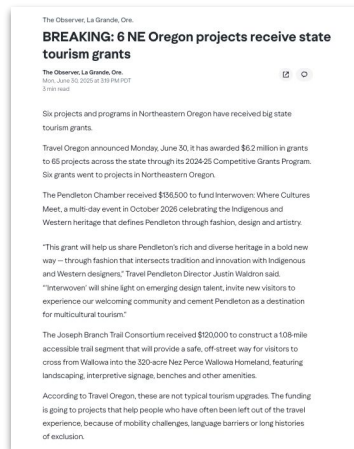 The Observer, La Grande, Ore.
BREAKING: 6 NE Oregon projects receive state
tourism grants
The Observer, La Grande, Ore.
Mon, June 30, 2025 at 3:19 PM PDT
3 min read
Six projects and programs in Northeastern Oregon have received big state
tourism grants.
Travel Oregon announced Monday, June 30, it has awarded $6.2 million in grants
to 65 projects across the state through its 2024-25 Competitive Grants Program.
Six grants went to projects in Northeastern Oregon.
The Pendleton Chamber received $136,500 to fund Interwoven: Where Cultures
Meet, a multi-day event in October 2026 celebrating the Indigenous and
Western heritage that defines Pendleton through fashion, design and artistry.
"This grant will help us share Pendleton's rich and diverse heritage in a bold new
way — through fashion that intersects tradition and innovation with Indigenous
and Western designers," Travel Pendleton Director Justin Waldron said.
"'Interwoven' will shine light on emerging design talent, invite new visitors to
experience our welcoming community and cement Pendleton as a destination
for multicultural tourism."
The Joseph Branch Trail Consortium received $120,000 to construct a 1.08-mile
accessible trail segment that will provide a safe, off-street way for visitors to
cross from Wallowa into the 320-acre Nez Perce Wallowa Homeland, featuring
landscaping, interpretive signage, benches and other amenities.
According to Travel Oregon, these are not typical tourism upgrades. The funding
is going to projects that help people who have often been left out of the travel
experience, because of mobility challenges, language barriers or long histories
of exclusion.